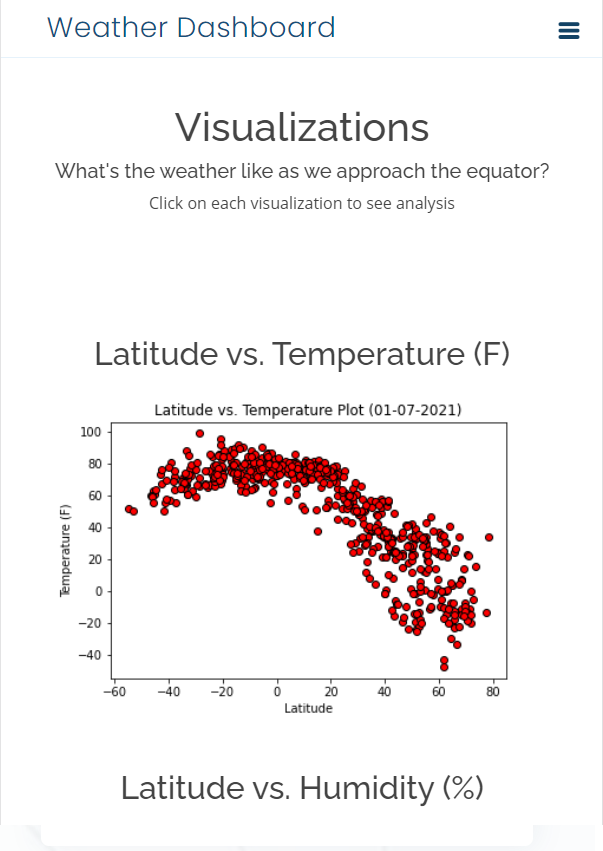 Weather Dashboard
Visualizations
What's the weather like as we approach the equator?
Click on each visualization to see analysis
Latitude vs. Temperature (F)
Latitude vs. Temperature Plot (01-07-2021)
100
80
60
40
20
0
−20
−40
Temperature (F)
−60 −40 −20 0 20 40 60 80
Latitude
Latitude vs. Humidity (%)